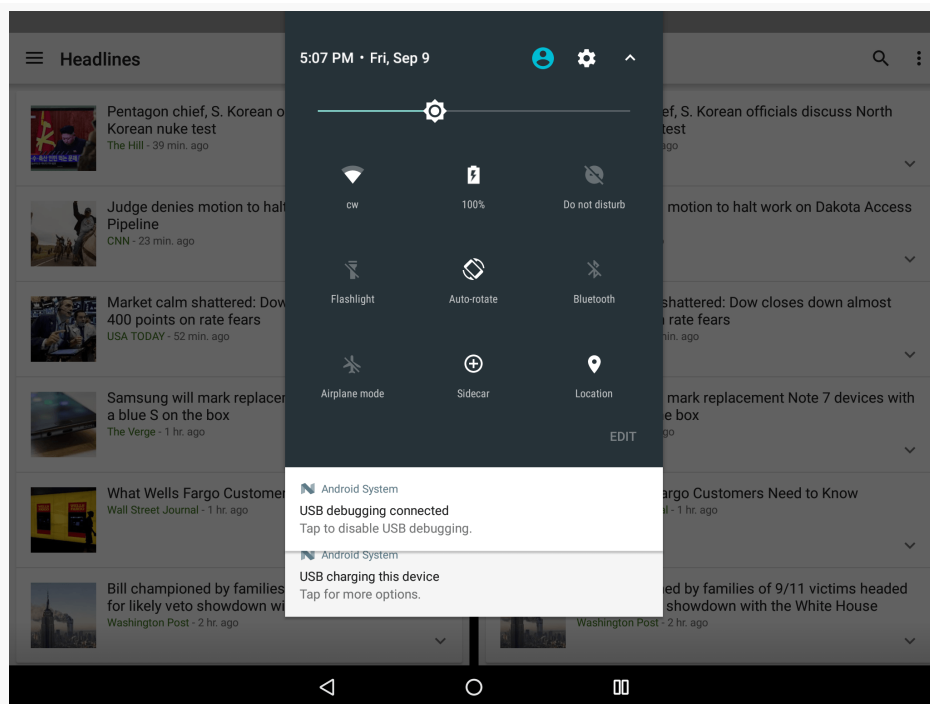 Headlines
Pentagon chief, S. Korean o
Korean nuke test
The Hill - 39 min. ago
Judge denies motion to halt
Pipeline
CNN - 23 min. ago
Market calm shattered: Dow
400 points on rate fears
USA TODAY - 52 min. ago
Samsung will mark replacer
a blue S on the box
The Verge - 1 hr. ago
What Wells Fargo Customer
Wall Street Journal - 1 hr. ago
Bill championed by families
for likely veto showdown wi
Washington Post - 2 hr. ago
5:07 PM • Fri, Sep 9
cw
100%
Do not disturb
Flashlight
Auto-rotate
Bluetooth
Airplane mode
Sidecar
Location
EDIT
Android System
USB debugging connected
Tap to disable USB debugging.
Android System
USB charging this device
Tap for more options.
ef, S. Korean officials discuss North
test
ago
motion to halt work on Dakota Access
shattered: Dow closes down almost
rate fears
min. ago
mark replacement Note 7 devices with
e box
go
argo Customers Need to Know
al - 1 hr. ago
ed by families of 9/11 victims headed
showdown with the White House
Washington Post - 2 hr. ago